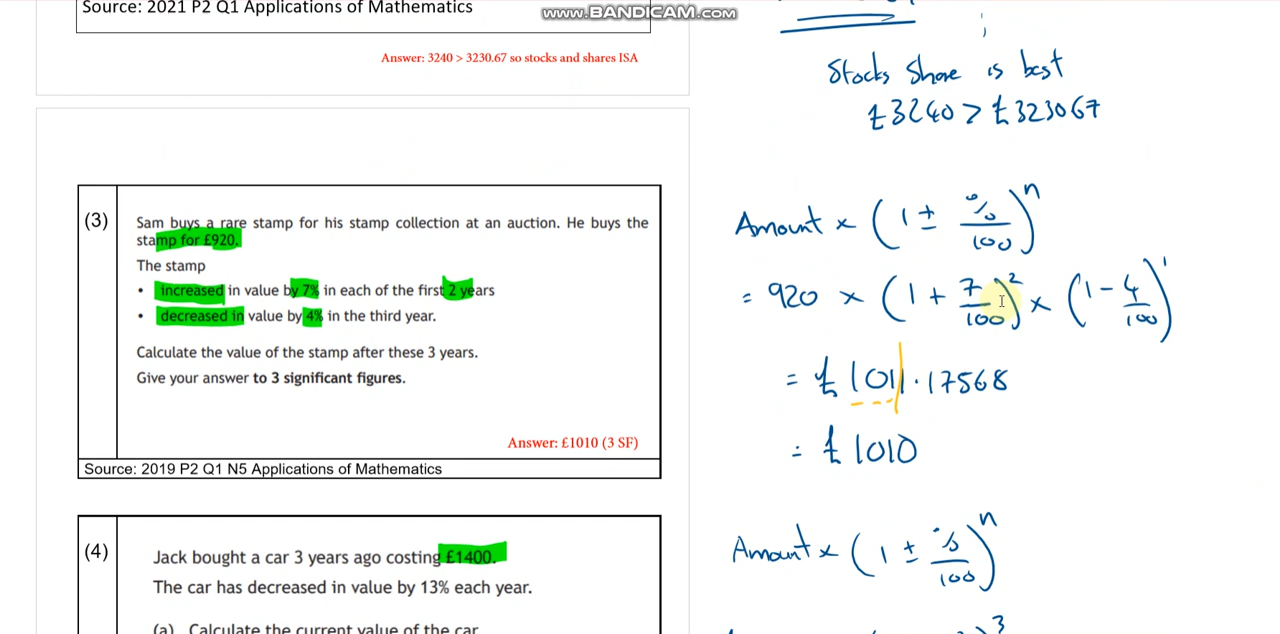 Source: 2021 P2 Q1 Applications of Mathematics
www.BANDICAM.com
Answer: 3240 > 3230.67 so stocks and shares ISA
Stocks Share is best
£3240 > £323067
(3)
Sam buys a rare stamp for his stamp collection at an auction. He buys the
stamp for £920.
The stamp
• increased in value by 7% in each of the first 2 years
• decreased in value by 4% in the third year.
Calculate the value of the stamp after these 3 years.
Give your answer to 3 significant figures.
Answer: £1010 (3 SF)
Source: 2019 P2 Q1 N5 Applications of Mathematics
Amount × (1 ± %/100)^n
= 920 × (1 + 7/100)^2 × (1 - 4/100)^1
= £1011.17568
= £1010
(4)
Jack bought a car 3 years ago costing £1400.
The car has decreased in value by 13% each year.
(a) Calculate the current value of the car
Amount × (1 ± %/100)^n
3